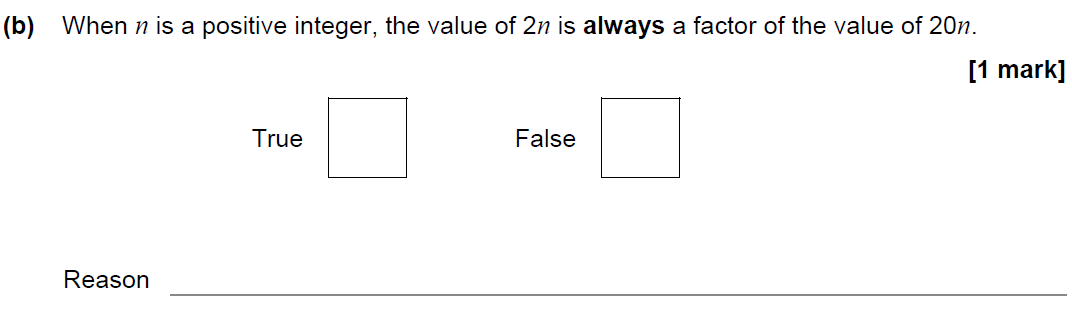 (b) When n is a positive integer, the value of 2n is always a factor of the value of 20n.
[1 mark]
True False
Reason